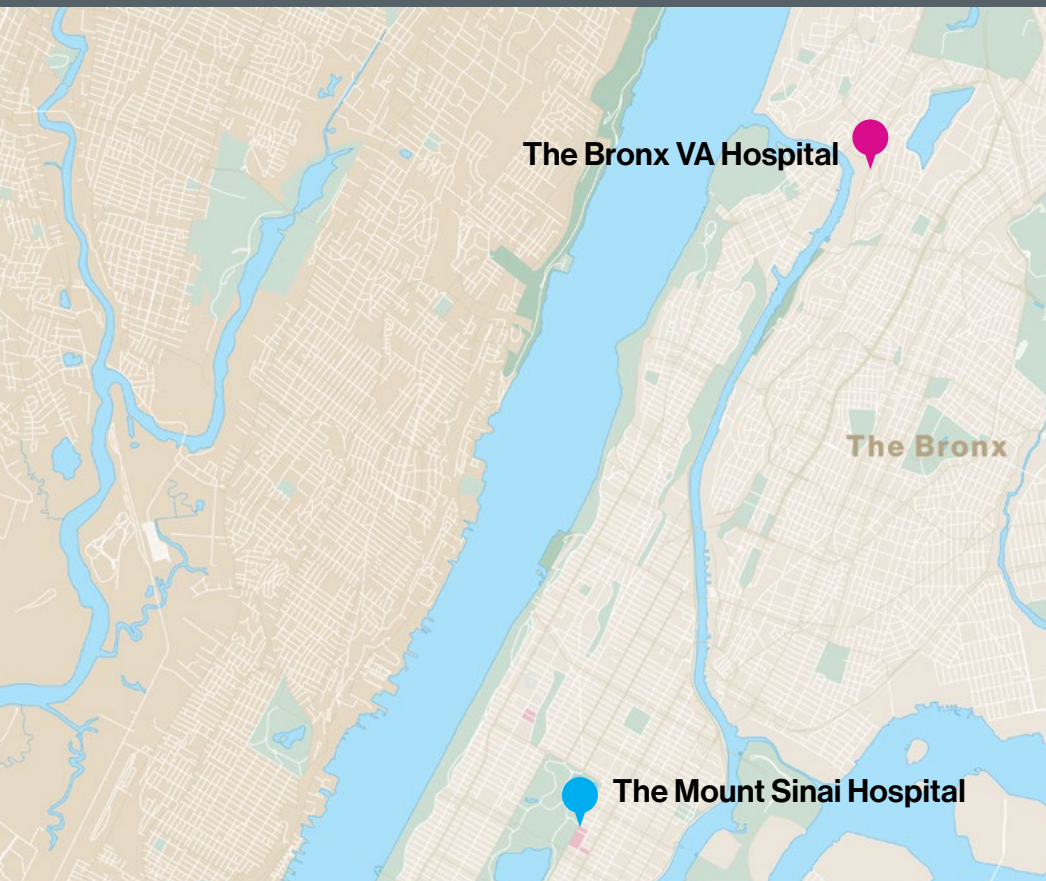 The Bronx VA Hospital
The Bronx
The Mount Sinai Hospital